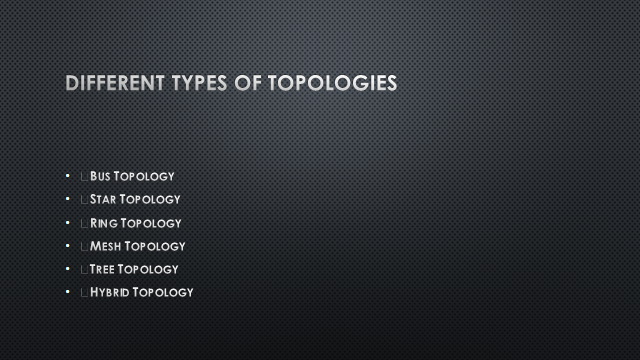 DIFFERENT TYPES OF TOPOLOGIES
• □BUS TOPOLOGY
• □STAR TOPOLOGY
• □RING TOPOLOGY
• □MESH TOPOLOGY
• □TREE TOPOLOGY
• □HYBRID TOPOLOGY